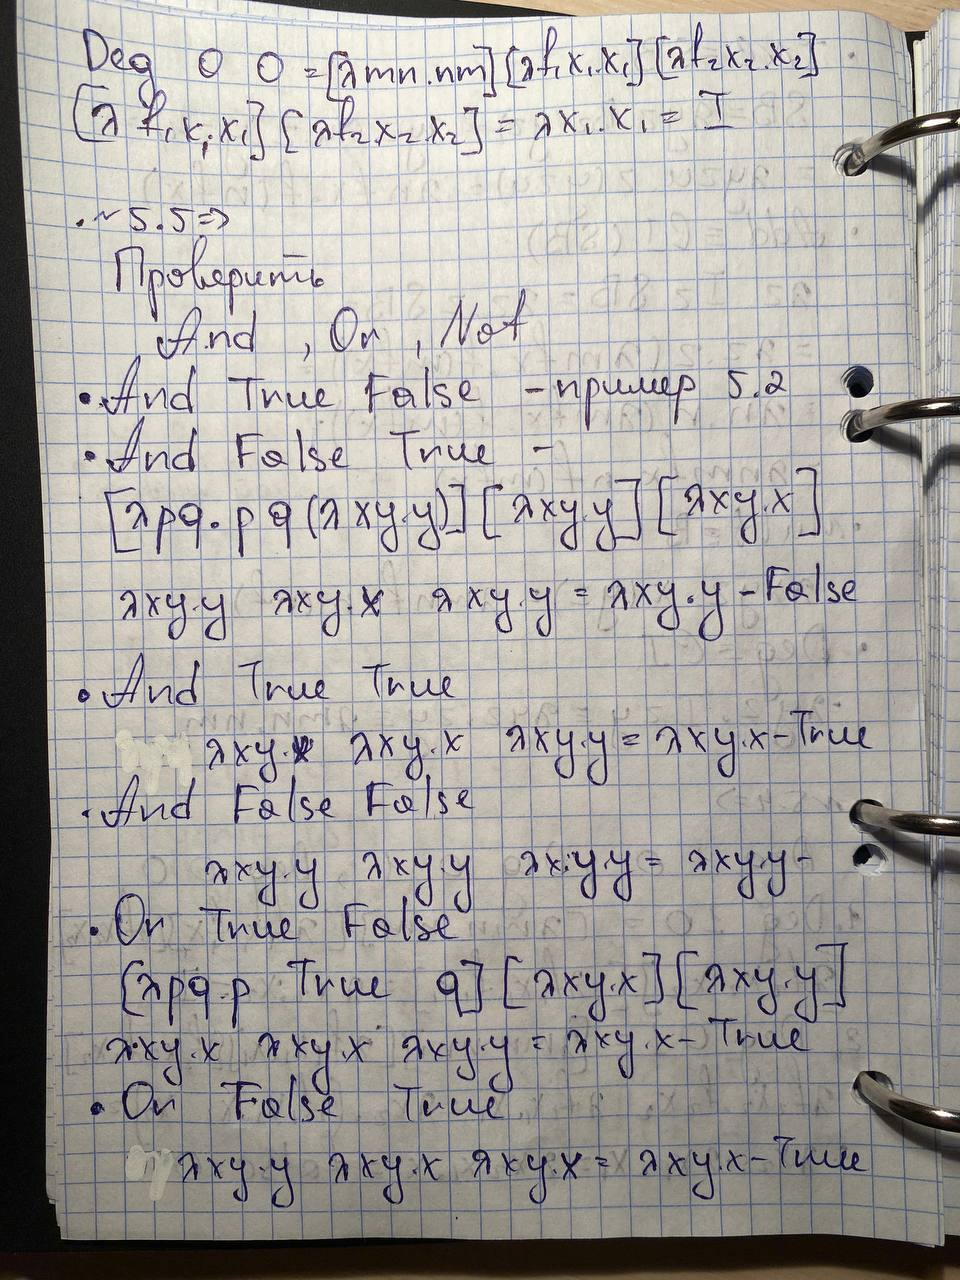 Deg 0 0 = [λmn.nm][λf₁x₁.x₁][λf₂x₂.x₂]
[λf₁x₁.x₁][λf₂x₂.x₂] = λx₁.x₁ = I
• ~ 5.5 =>
Проверить
And , Or , Not
• And True False - пример 5.2
• And False True -
[λpq.pq(λxy.y)][λxy.y][λxy.x]
λxy.y λxy.x λxy.y = λxy.y - False
• And True True
λxy.x λxy.x λxy.y = λxy.x - True
• And False False
λxy.y λxy.y λxy.y = λxy.y -
• Or True False
[λpq.p True q][λxy.x][λxy.y]
λxy.x λxy.x λxy.y = λxy.x - True
• Or False True
λxy.y λxy.x λxy.x = λxy.x - True